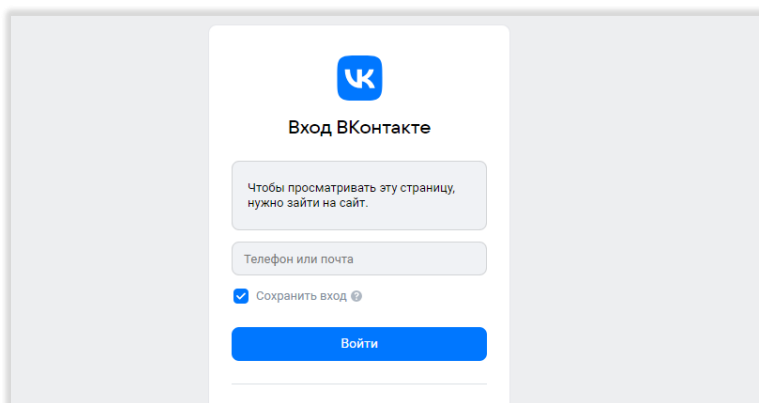 VK
Вход ВКонтакте
Чтобы просматривать эту страницу,
нужно зайти на сайт.
Телефон или почта
Сохранить вход ?
Войти